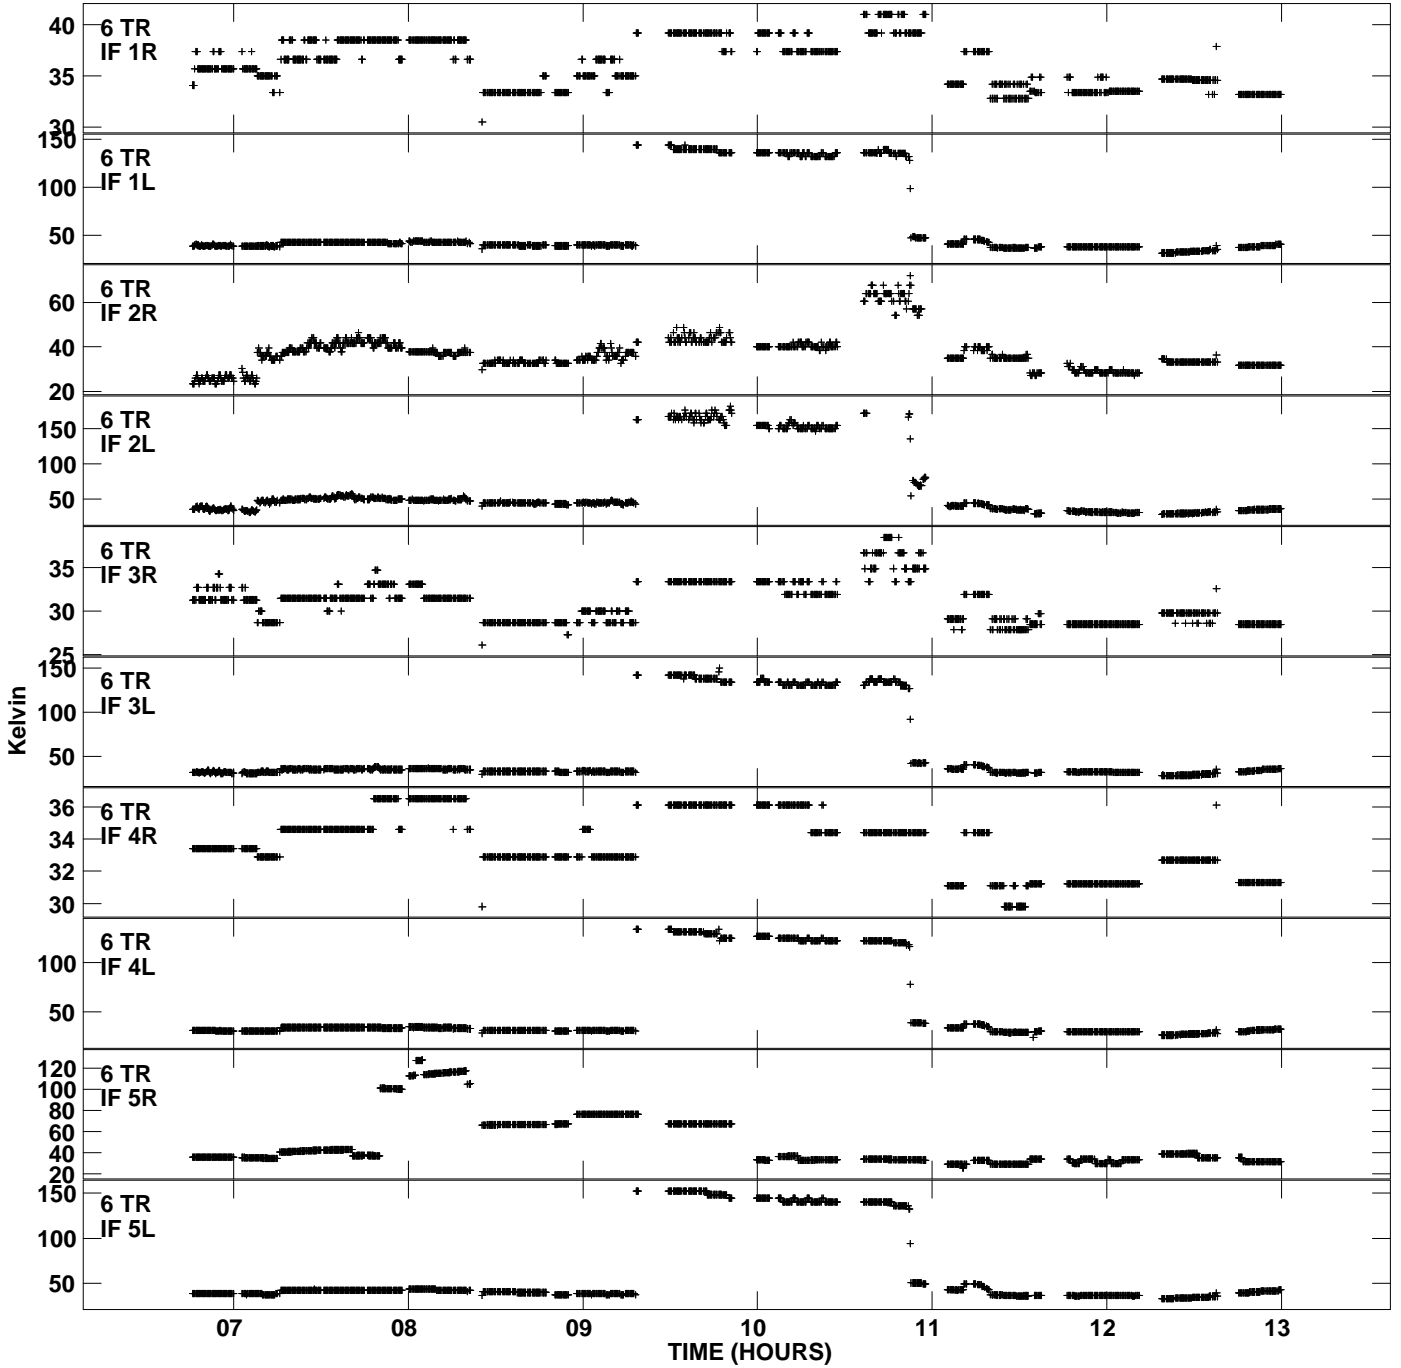 40
35
30
6 TR
IF 1R
150
100
50
6 TR
IF 1L
60
40
20
6 TR
IF 2R
150
100
50
6 TR
IF 2L
35
30
25
6 TR
IF 3R
150
100
50
6 TR
IF 3L
36
34
32
30
6 TR
IF 4R
100
50
6 TR
IF 4L
120
100
80
60
40
20
6 TR
IF 5R
150
100
50
6 TR
IF 5L
Kelvin
07 08 09 10 11 12 13
TIME (HOURS)